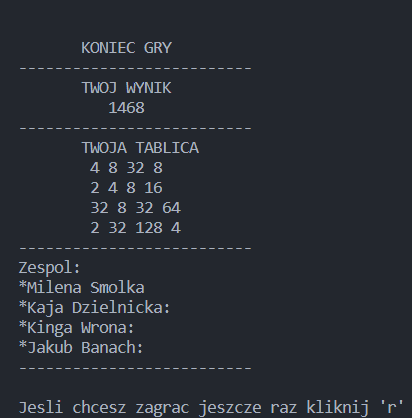 KONIEC GRY
--------------------------
TWOJ WYNIK
1468
--------------------------
TWOJA TABLICA
4 8 32 8
2 4 8 16
32 8 32 64
2 32 128 4
--------------------------
Zespol:
*Milena Smolka
*Kaja Dzielnicka:
*Kinga Wrona:
*Jakub Banach:
--------------------------
Jesli chcesz zagrac jeszcze raz kliknij 'r'